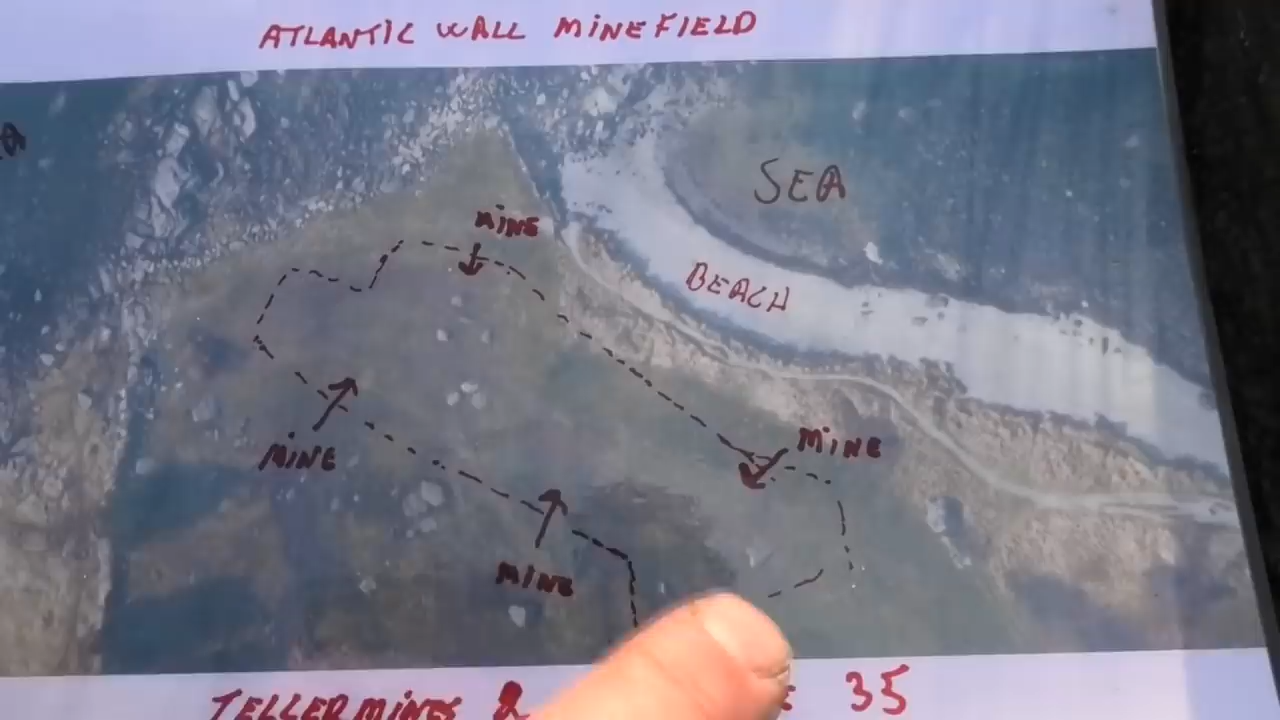 ATLANTIC WALL MINEFIELD
SEA
MINE
BEACH
MINE
MINE
MINE
TELLERMINES & 35